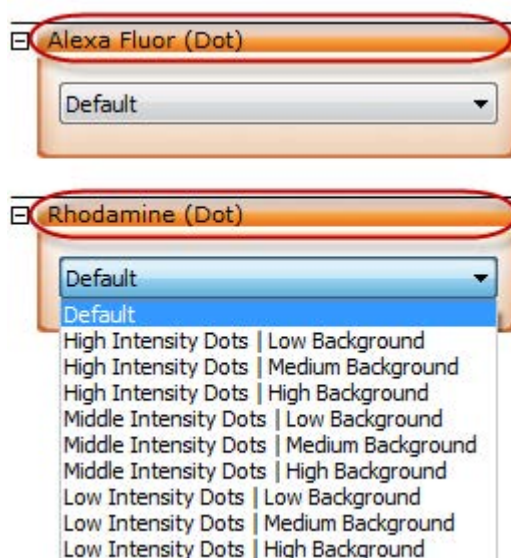 Alexa Fluor (Dot)
Default
Rhodamine (Dot)
Default
Default
High Intensity Dots | Low Background
High Intensity Dots | Medium Background
High Intensity Dots | High Background
Middle Intensity Dots | Low Background
Middle Intensity Dots | Medium Background
Middle Intensity Dots | High Background
Low Intensity Dots | Low Background
Low Intensity Dots | Medium Background
Low Intensity Dots | High Background